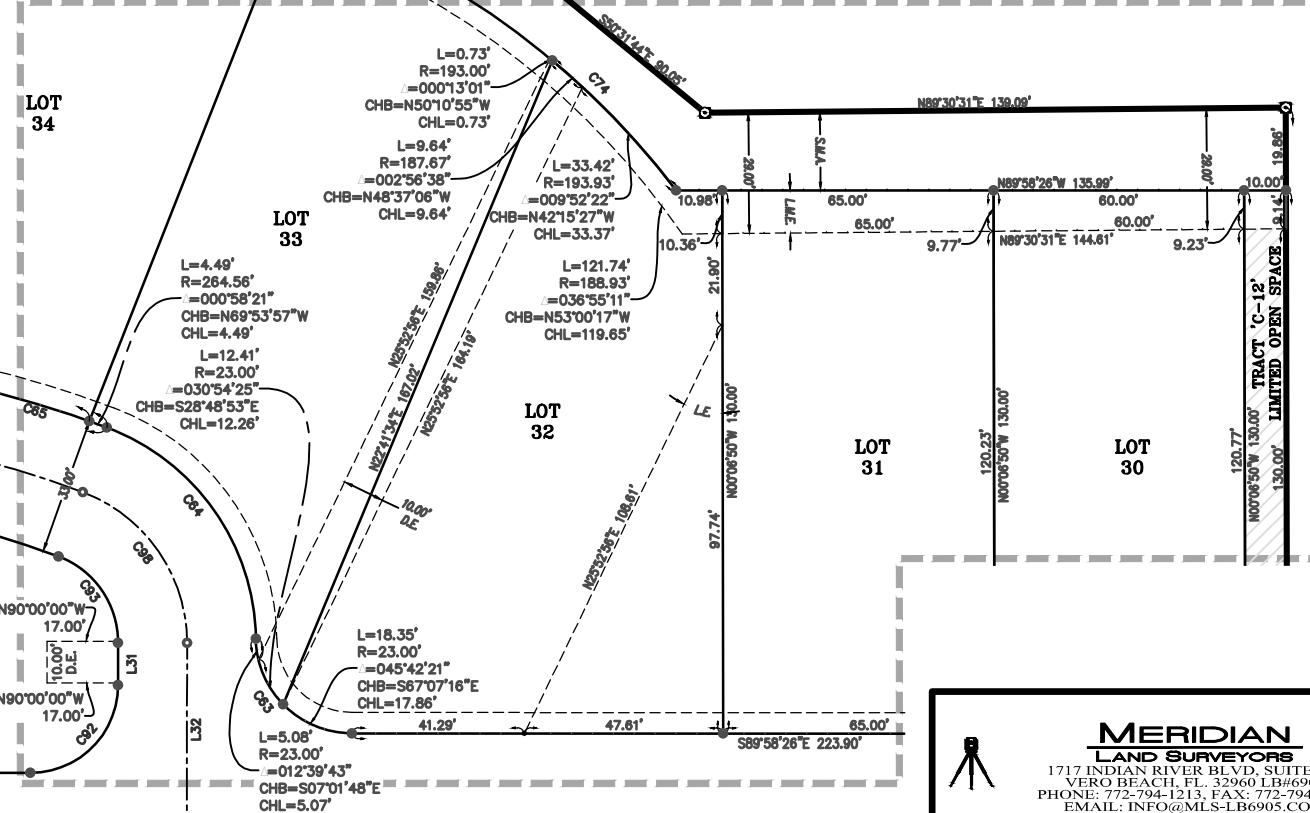 S50°31'44"E 90.05'
L=0.73'
R=193.00'
△=000°13'01"
CHB=N50°10'55"W
CHL=0.73'
C74
LOT
34
N89°30'31"E 139.09'
L=9.64'
R=187.67'
△=002°56'38"
CHB=N48°37'06"W
CHL=9.64'
L=33.42'
R=193.93'
△=009°52'22"
CHB=N42°15'27"W
CHL=33.37'
29.00'
S.M.A.
29.00'
19.86'
N89°58'26"W 135.99'
10.00'
10.98'
65.00'
60.00'
L.M.E.
9.14'
65.00'
60.00'
10.36'
9.77'
N89°30'31"E 144.61'
9.23'
LOT
33
L=4.49'
R=264.56'
△=000°58'21"
CHB=N69°53'57"W
CHL=4.49'
L=121.74'
R=188.93'
△=036°55'11"
CHB=N53°00'17"W
CHL=119.65'
21.90'
N25°52'56"E 159.86'
N22°41'34"E 167.02'
N25°52'56"E 164.19'
L=12.41'
R=23.00'
△=030°54'25"
CHB=S28°48'53"E
CHL=12.26'
TRACT 'C-12'
LIMITED OPEN SPACE
C65
LOT
32
L.E.
N00°06'50"W 130.00'
LOT
31
120.23'
N00°06'50"W 130.00'
LOT
30
120.77'
N00°06'50"W 130.00'
130.00'
33.00'
C64
10.00'
D.E.
97.74'
N25°52'56"E 108.61'
C98
C93
N90°00'00"W
17.00'
10.00'
D.E.
L31
N90°00'00"W
17.00'
C92
L32
C63
L=18.35'
R=23.00'
△=045°42'21"
CHB=S67°07'16"E
CHL=17.86'
41.29'
47.61'
65.00'
S89°58'26"E 223.90'
L=5.08'
R=23.00'
△=012°39'43"
CHB=S07°01'48"E
CHL=5.07'
MERIDIAN
LAND SURVEYORS
1717 INDIAN RIVER BLVD, SUITE
VERO BEACH, FL. 32960 LB#690
PHONE: 772-794-1213, FAX: 772-794
EMAIL: INFO@MLS-LB6905.CO